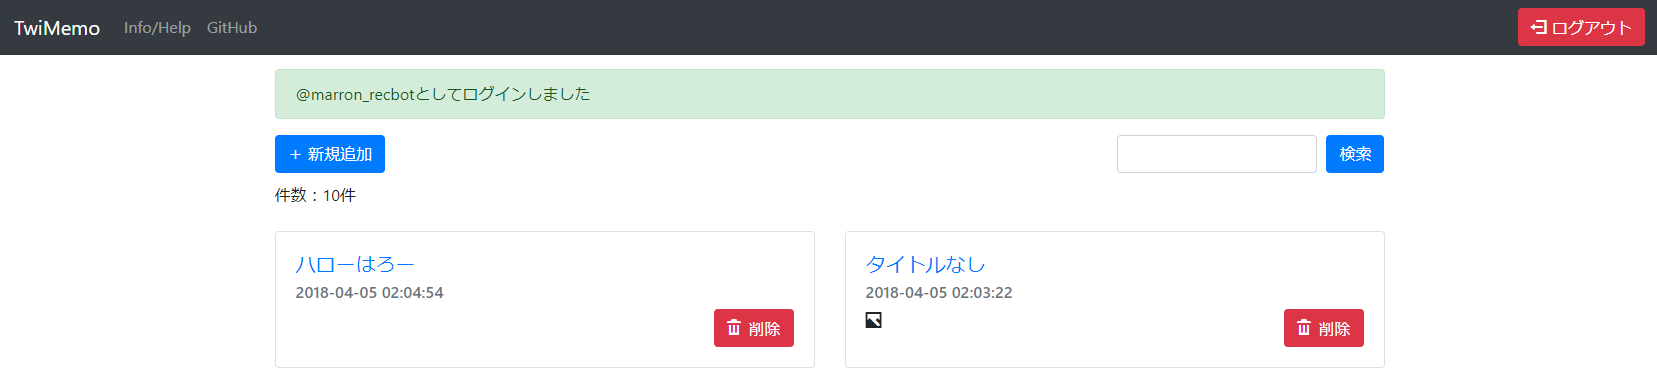 TwiMemo Info/Help GitHub ログアウト
@marron_recbotとしてログインしました
+ 新規追加 検索
件数：10件
ハローはろー
2018-04-05 02:04:54
削除
タイトルなし
2018-04-05 02:03:22
削除